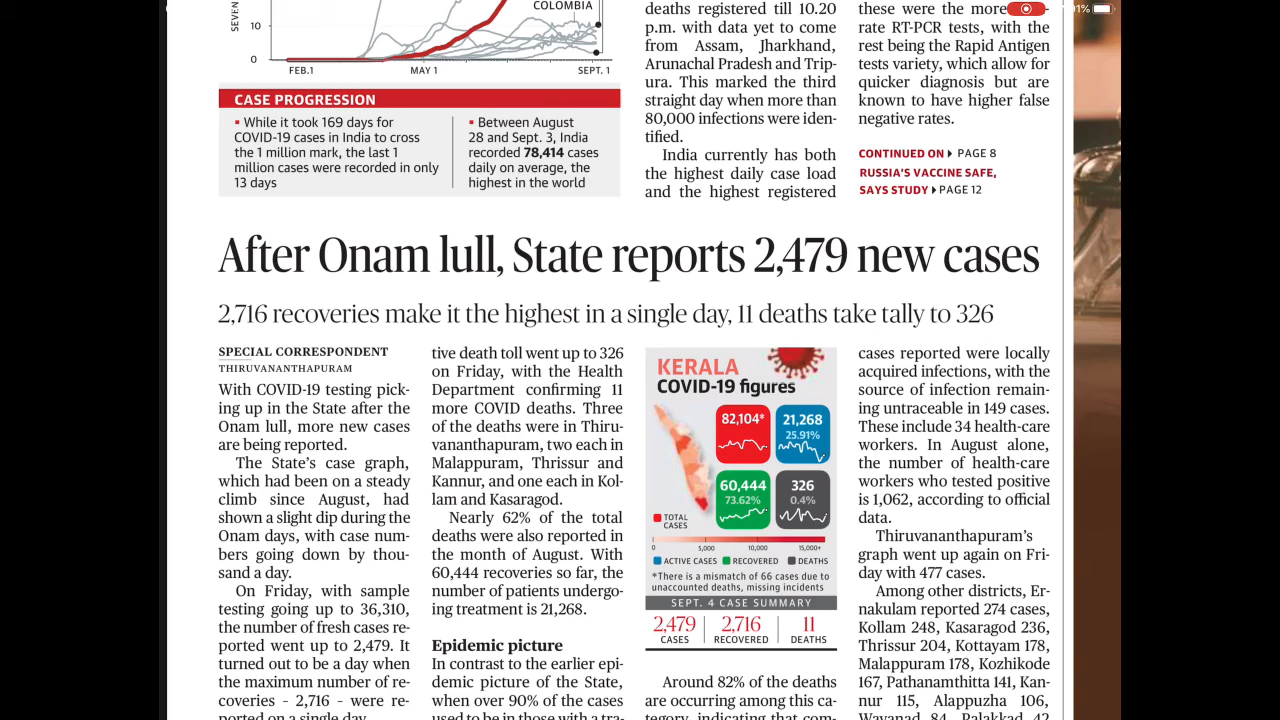 SEVEN
10
0
COLOMBIA
FEB.1
MAY 1
SEPT. 1
CASE PROGRESSION
▪ While it took 169 days for
COVID-19 cases in India to cross
the 1 million mark, the last 1
million cases were recorded in only
13 days
▪ Between August
28 and Sept. 3, India
recorded 78,414 cases
daily on average, the
highest in the world
deaths registered till 10.20
p.m. with data yet to come
from Assam, Jharkhand,
Arunachal Pradesh and Trip-
ura. This marked the third
straight day when more than
80,000 infections were iden-
tified.
India currently has both
the highest daily case load
and the highest registered
these were the more
rate RT-PCR tests, with the
rest being the Rapid Antigen
tests variety, which allow for
quicker diagnosis but are
known to have higher false
negative rates.
CONTINUED ON PAGE 8
RUSSIA'S VACCINE SAFE,
SAYS STUDY PAGE 12
After Onam lull, State reports 2,479 new cases
2,716 recoveries make it the highest in a single day, 11 deaths take tally to 326
SPECIAL CORRESPONDENT
THIRUVANANTHAPURAM
With COVID-19 testing pick-
ing up in the State after the
Onam lull, more new cases
are being reported.
The State's case graph,
which had been on a steady
climb since August, had
shown a slight dip during the
Onam days, with case num-
bers going down by thou-
sand a day.
On Friday, with sample
testing going up to 36,310,
the number of fresh cases re-
ported went up to 2,479. It
turned out to be a day when
the maximum number of re-
coveries - 2,716 - were re-
ported on a single day.
tive death toll went up to 326
on Friday, with the Health
Department confirming 11
more COVID deaths. Three
of the deaths were in Thiru-
vananthapuram, two each in
Malappuram, Thrissur and
Kannur, and one each in Kol-
lam and Kasaragod.
Nearly 62% of the total
deaths were also reported in
the month of August. With
60,444 recoveries so far, the
number of patients undergo-
ing treatment is 21,268.
Epidemic picture
In contrast to the earlier epi-
demic picture of the State,
when over 90% of the cases
used to be in those with a tra-
KERALA
COVID-19 figures
82,104*
21,268
25.91%
60,444
73.62%
326
0.4%
TOTAL
CASES
0 5,000 10,000 15,000+
ACTIVE CASES RECOVERED DEATHS
*There is a mismatch of 66 cases due to
unaccounted deaths, missing incidents
SEPT. 4 CASE SUMMARY
2,479 2,716 11
CASES RECOVERED DEATHS
Around 82% of the deaths
are occurring among this ca-
tegory, indicating that com-
cases reported were locally
acquired infections, with the
source of infection remain-
ing untraceable in 149 cases.
These include 34 health-care
workers. In August alone,
the number of health-care
workers who tested positive
is 1,062, according to official
data.
Thiruvananthapuram's
graph went up again on Fri-
day with 477 cases.
Among other districts, Er-
nakulam reported 274 cases,
Kollam 248, Kasaragod 236,
Thrissur 204, Kottayam 178,
Malappuram 178, Kozhikode
167, Pathanamthitta 141, Kan-
nur 115, Alappuzha 106,
Wayanad 84, Palakkad 42